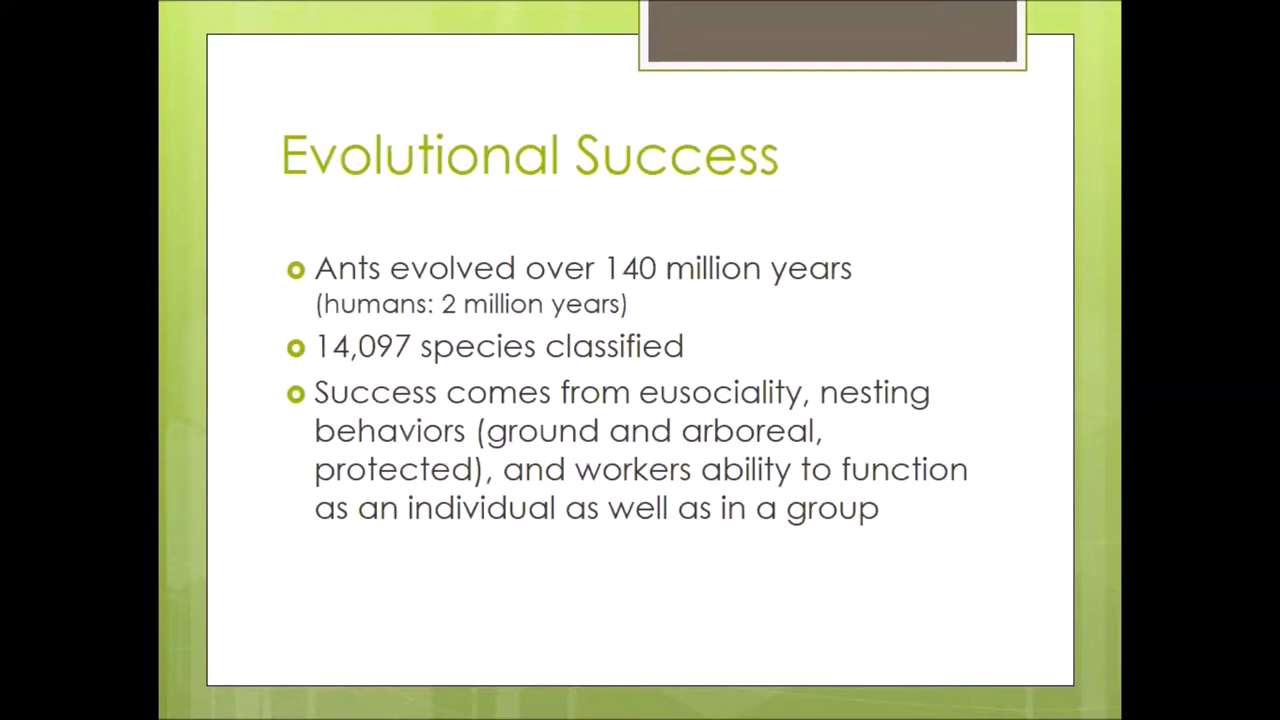 Evolutional Success
Ants evolved over 140 million years
(humans: 2 million years)
14,097 species classified
Success comes from eusociality, nesting
behaviors (ground and arboreal,
protected), and workers ability to function
as an individual as well as in a group